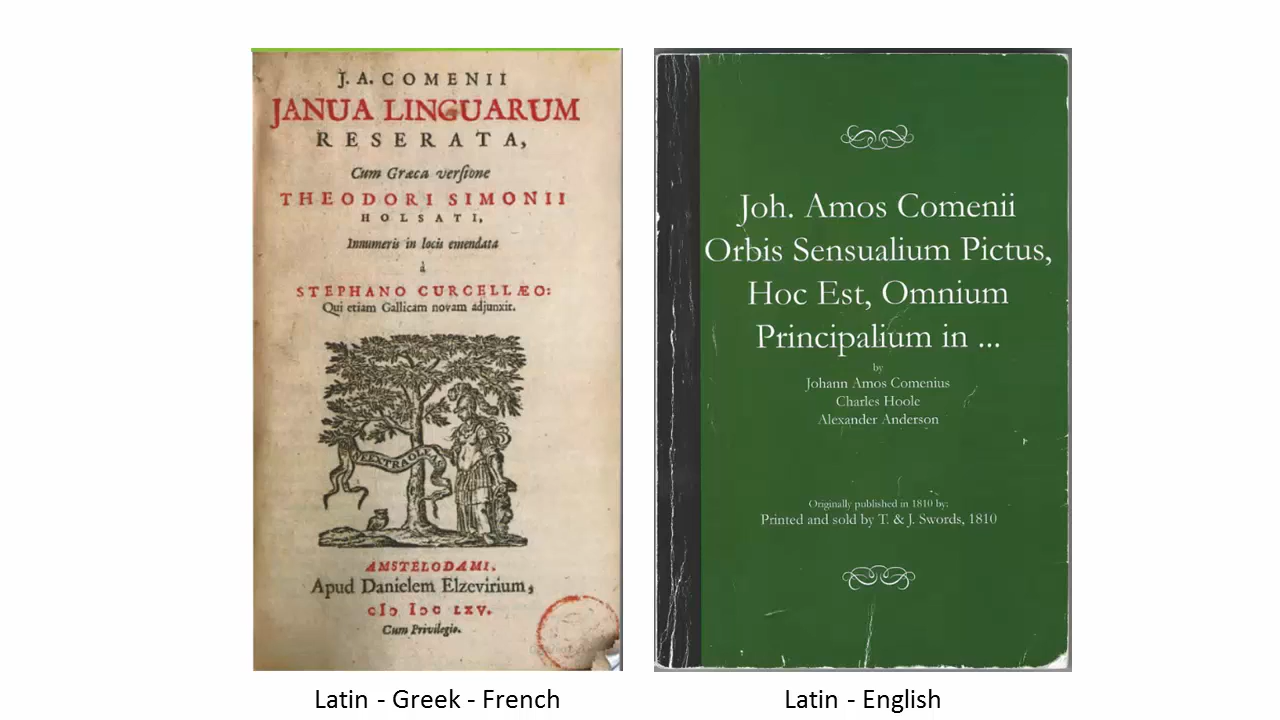 J. A. COMENII
JANUA LINGUARUM
RESERATA,
Cum Græca verſione
THEODORI SIMONII
HOLSATI,
Innumeris in locis emendata
à
STEPHANO CURCELLÆO:
Qui etiam Gallicam novam adjunxit.
NE EXTRA OLEAS
AMSTELODAMI,
Apud Danielem Elzevirium,
cIↃ IↃc LXV.
Cum Privilegio.
Latin - Greek - French
Joh. Amos Comenii
Orbis Sensualium Pictus,
Hoc Est, Omnium
Principalium in ...
by
Johann Amos Comenius
Charles Hoole
Alexander Anderson
Originally published in 1810 by:
Printed and sold by T. & J. Swords, 1810
Latin - English